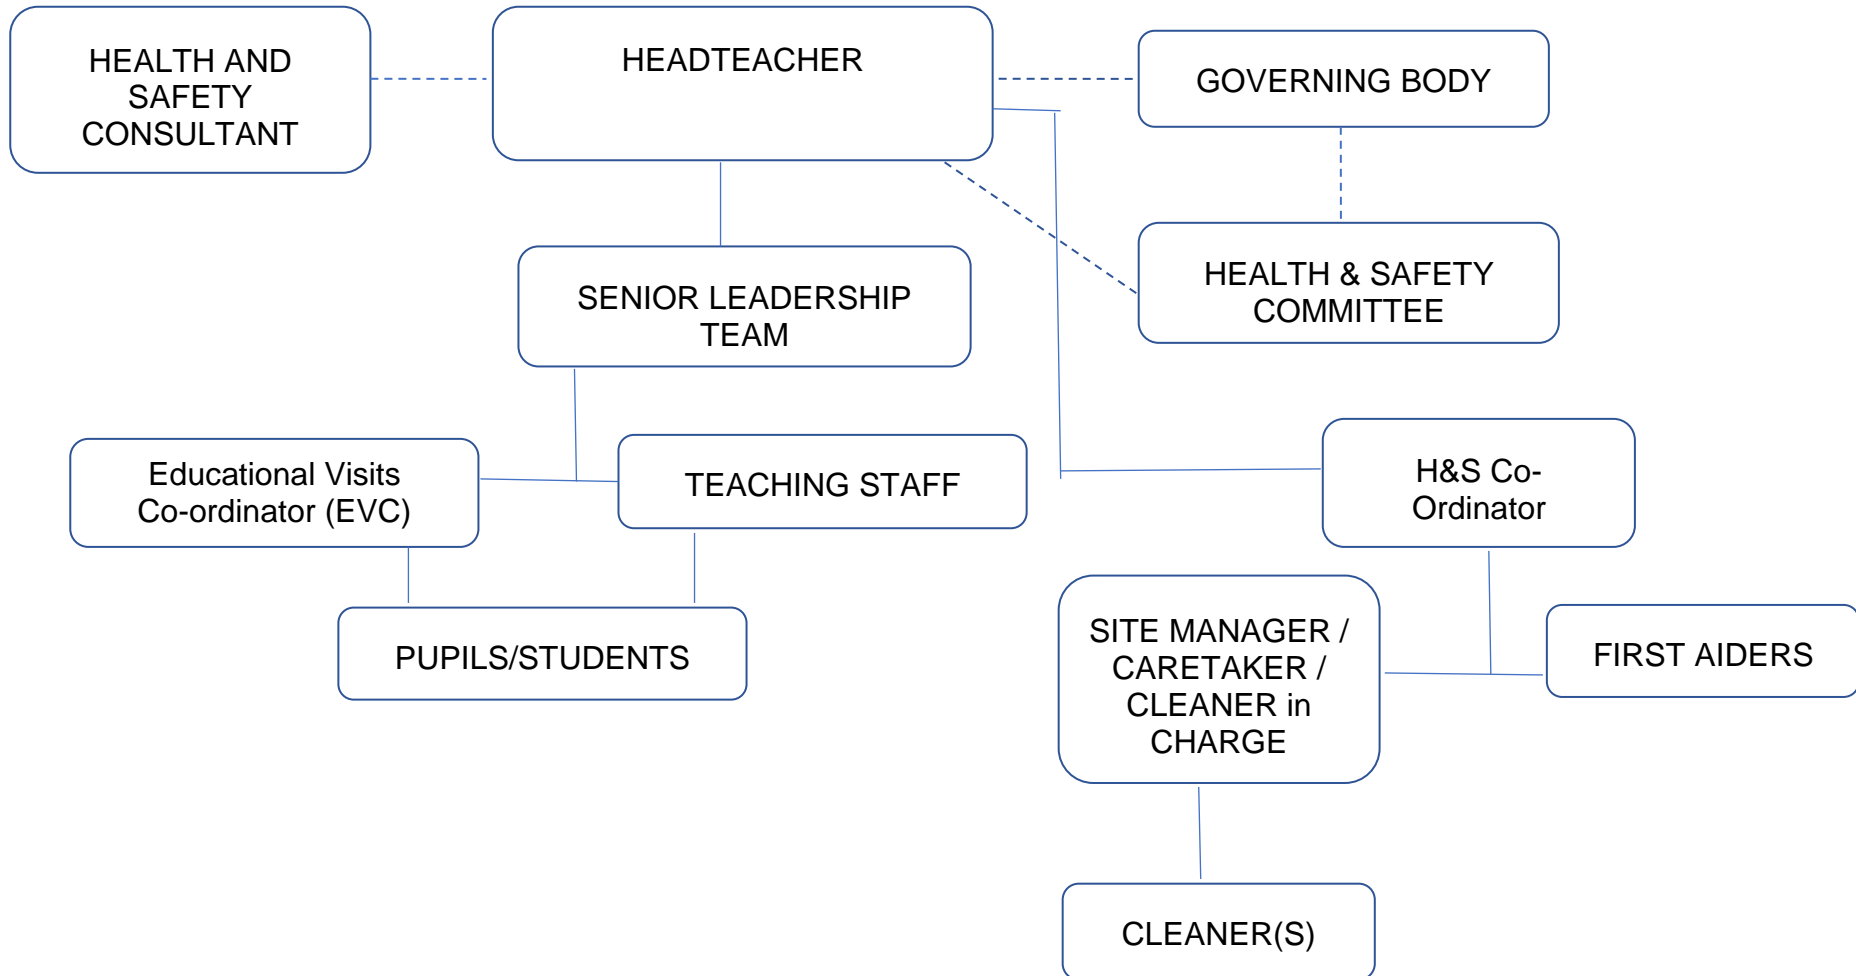 HEALTH AND
SAFETY
CONSULTANT
HEADTEACHER
GOVERNING BODY
HEALTH & SAFETY
COMMITTEE
SENIOR LEADERSHIP
TEAM
Educational Visits
Co-ordinator (EVC)
TEACHING STAFF
H&S Co-
Ordinator
PUPILS/STUDENTS
SITE MANAGER /
CARETAKER /
CLEANER in
CHARGE
FIRST AIDERS
CLEANER(S)